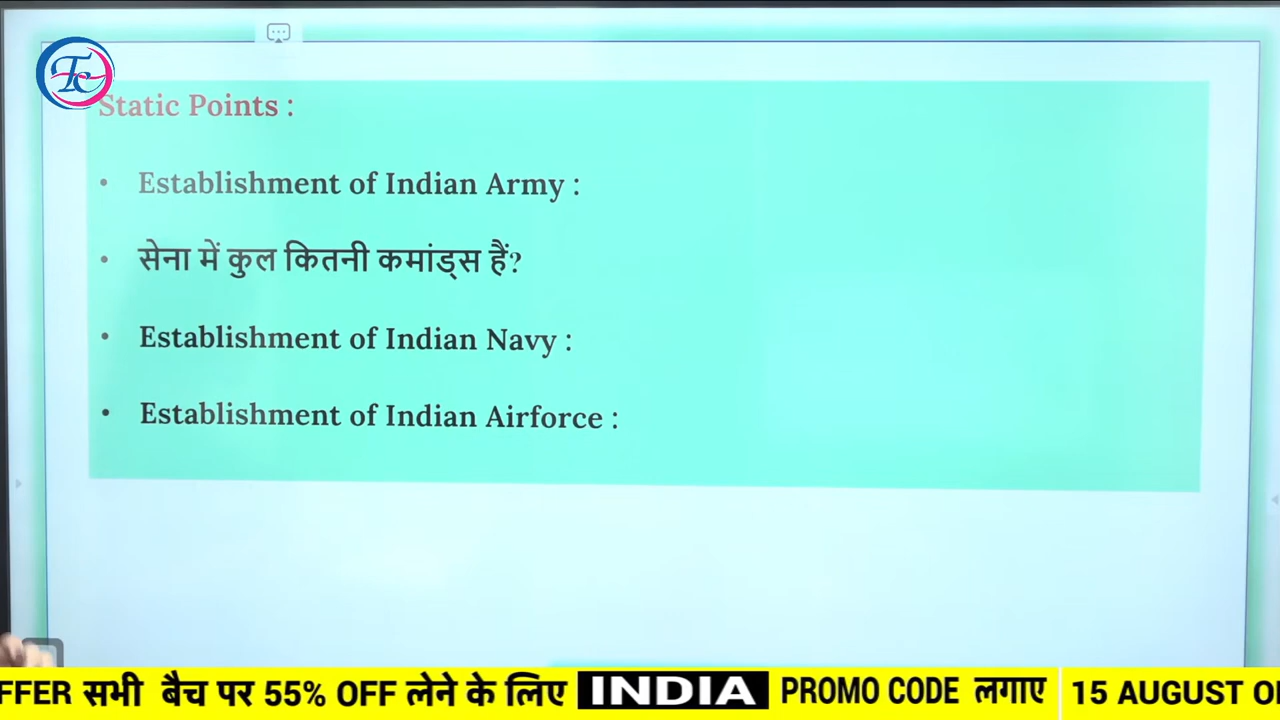 Tc
Static Points :
• Establishment of Indian Army :
• सेना में कुल कितनी कमांड्स हैं?
• Establishment of Indian Navy :
• Establishment of Indian Airforce :
FFER सभी बैच पर 55% OFF लेने के लिए INDIA PROMO CODE लगाए 15 AUGUST